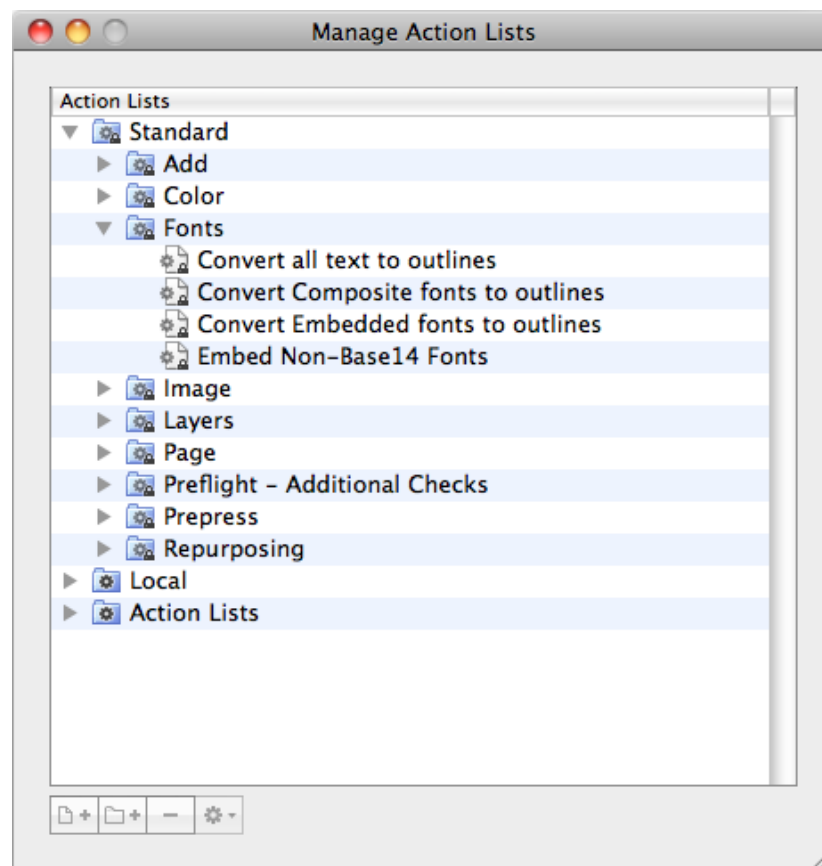 Manage Action Lists
Action Lists
Standard
Add
Color
Fonts
Convert all text to outlines
Convert Composite fonts to outlines
Convert Embedded fonts to outlines
Embed Non-Base14 Fonts
Image
Layers
Page
Preflight - Additional Checks
Prepress
Repurposing
Local
Action Lists